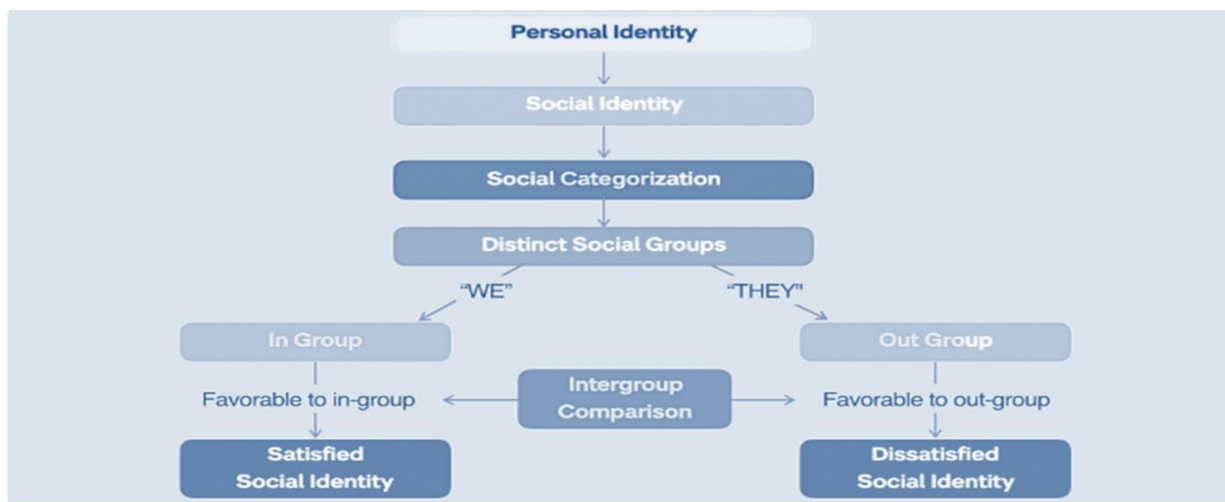 Personal Identity
Social Identity
Social Categorization
Distinct Social Groups
“WE”
“THEY”
In Group
Out Group
Intergroup
Comparison
Favorable to in-group
Favorable to out-group
Satisfied
Social Identity
Dissatisfied
Social Identity